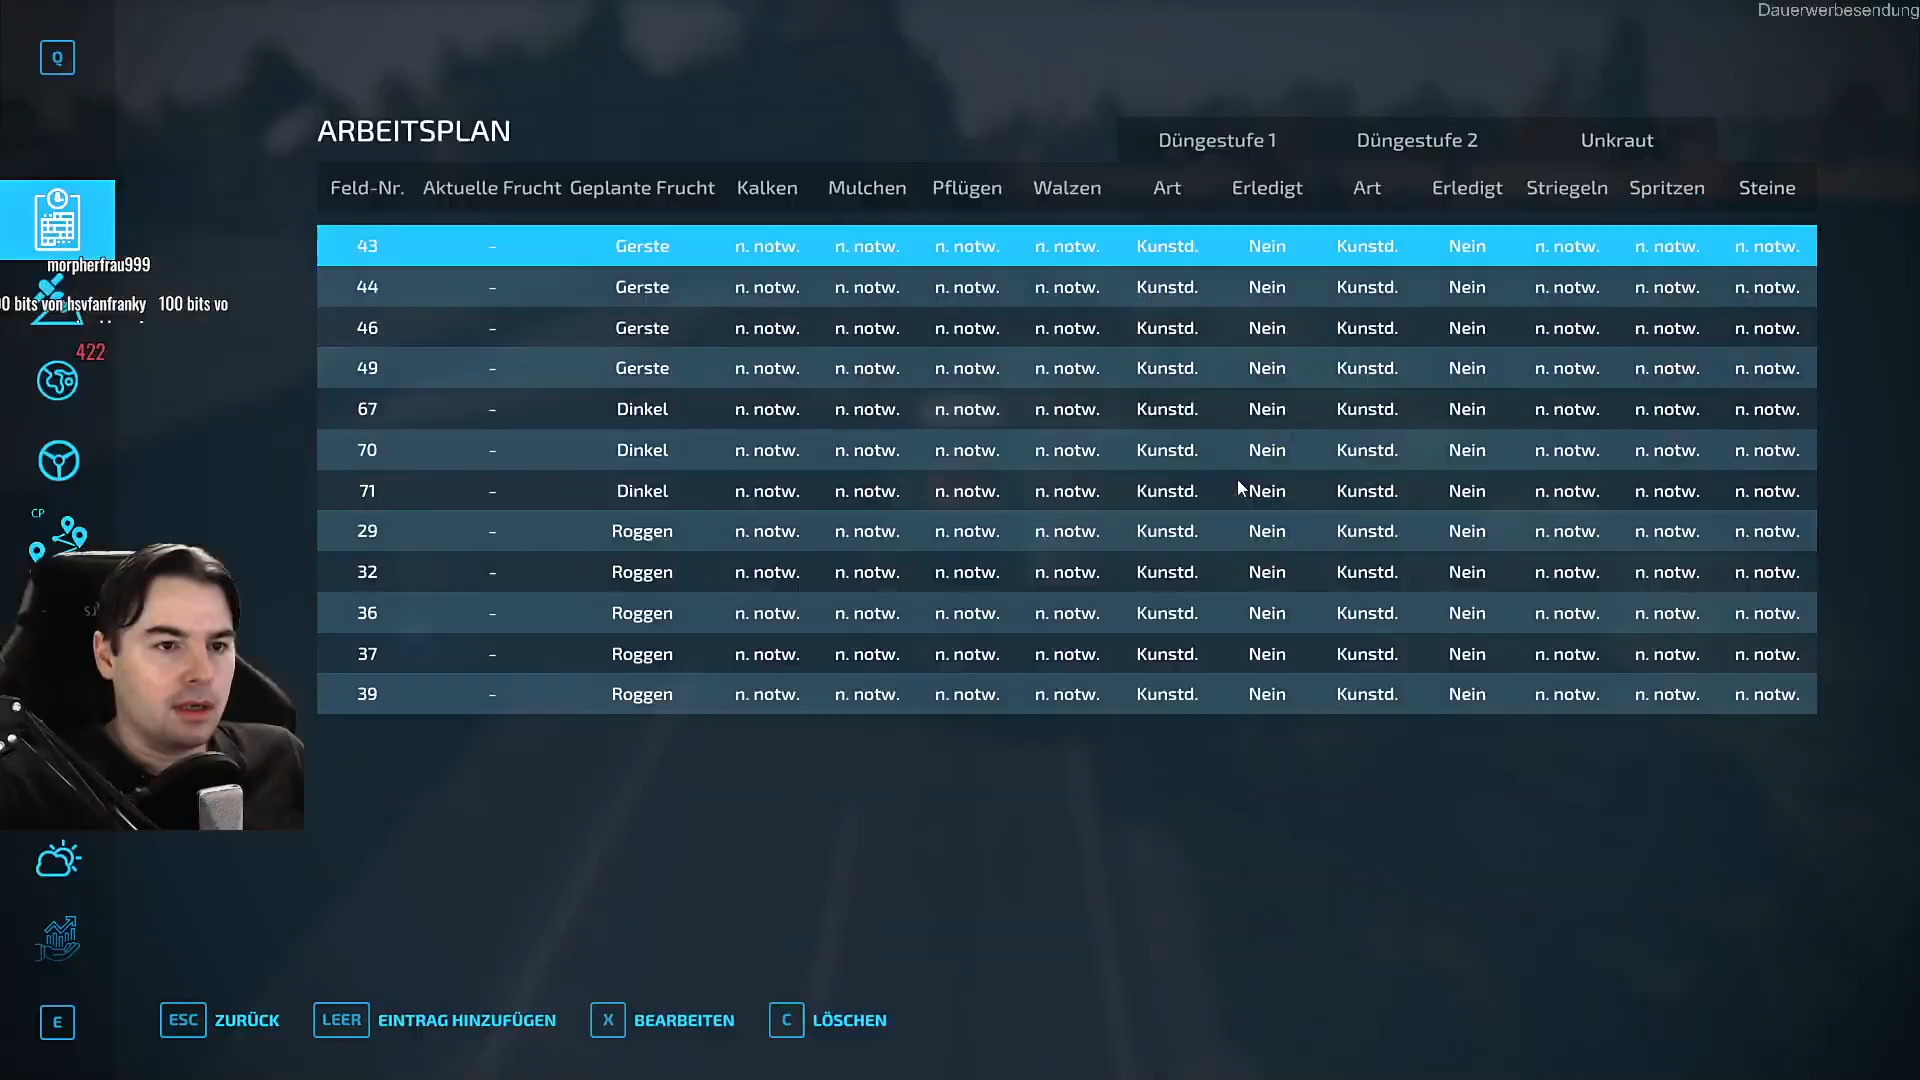 Dauerwerbesendung
Q
ARBEITSPLAN
Düngestufe 1 Düngestufe 2 Unkraut
Feld-Nr. Aktuelle Frucht Geplante Frucht Kalken Mulchen Pflügen Walzen Art Erledigt Art Erledigt Striegeln Spritzen Steine
43 - Gerste n. notw. n. notw. n. notw. n. notw. Kunstd. Nein Kunstd. Nein n. notw. n. notw. n. notw.
44 - Gerste n. notw. n. notw. n. notw. n. notw. Kunstd. Nein Kunstd. Nein n. notw. n. notw. n. notw.
46 - Gerste n. notw. n. notw. n. notw. n. notw. Kunstd. Nein Kunstd. Nein n. notw. n. notw. n. notw.
49 - Gerste n. notw. n. notw. n. notw. n. notw. Kunstd. Nein Kunstd. Nein n. notw. n. notw. n. notw.
67 - Dinkel n. notw. n. notw. n. notw. n. notw. Kunstd. Nein Kunstd. Nein n. notw. n. notw. n. notw.
70 - Dinkel n. notw. n. notw. n. notw. n. notw. Kunstd. Nein Kunstd. Nein n. notw. n. notw. n. notw.
71 - Dinkel n. notw. n. notw. n. notw. n. notw. Kunstd. Nein Kunstd. Nein n. notw. n. notw. n. notw.
29 - Roggen n. notw. n. notw. n. notw. n. notw. Kunstd. Nein Kunstd. Nein n. notw. n. notw. n. notw.
32 - Roggen n. notw. n. notw. n. notw. n. notw. Kunstd. Nein Kunstd. Nein n. notw. n. notw. n. notw.
36 - Roggen n. notw. n. notw. n. notw. n. notw. Kunstd. Nein Kunstd. Nein n. notw. n. notw. n. notw.
37 - Roggen n. notw. n. notw. n. notw. n. notw. Kunstd. Nein Kunstd. Nein n. notw. n. notw. n. notw.
39 - Roggen n. notw. n. notw. n. notw. n. notw. Kunstd. Nein Kunstd. Nein n. notw. n. notw. n. notw.
morpherfrau999
0 bits von hsvfanfranky 100 bits vo
422
CP
E
ESC ZURÜCK LEER EINTRAG HINZUFÜGEN X BEARBEITEN C LÖSCHEN